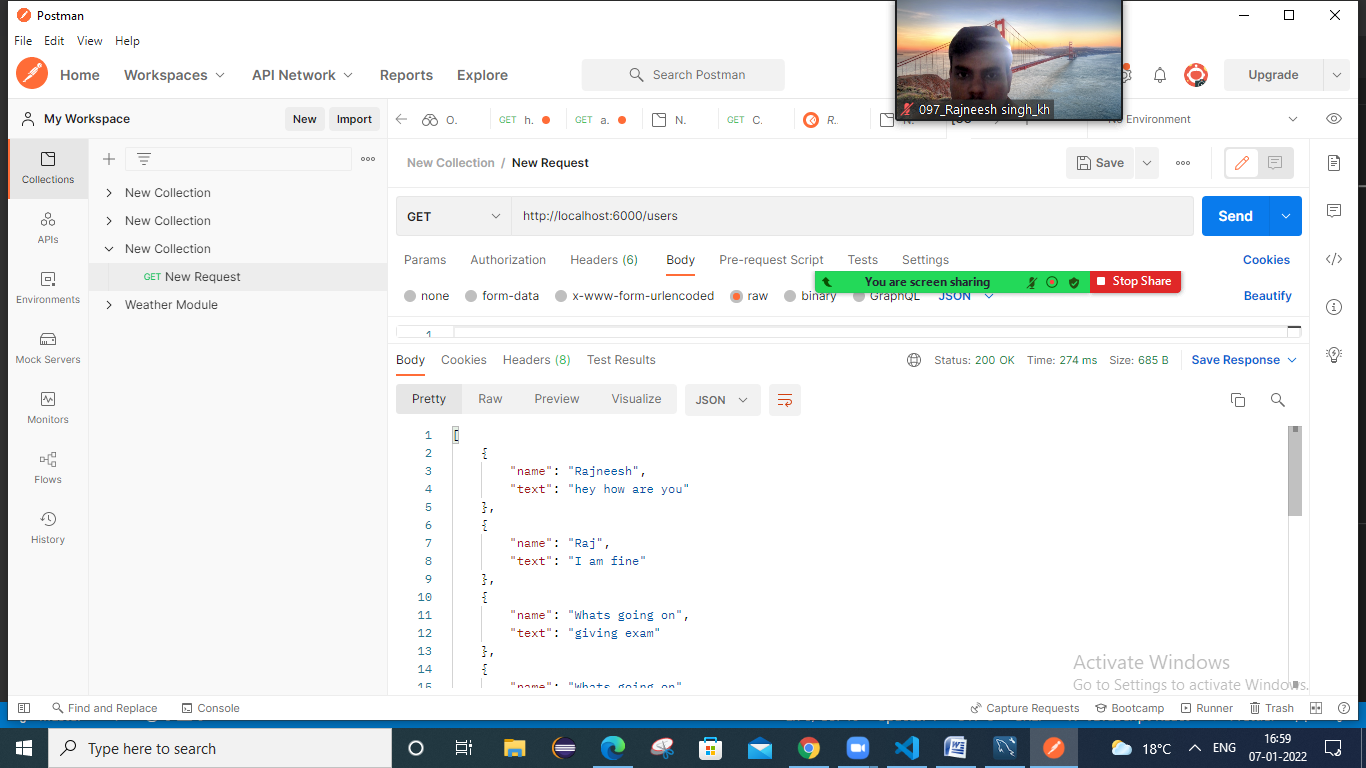 Postman
File Edit View Help
Home Workspaces API Network Reports Explore Search Postman Upgrade
097_Rajneesh singh_kh
My Workspace New Import
O. GET h. GET a. N. GET C. R. No Environment
Collections
APIs
Environments
Mock Servers
Monitors
Flows
History
New Collection
New Collection
New Collection
GET New Request
Weather Module
New Collection / New Request Save
GET http://localhost:6000/users Send
Params Authorization Headers (6) Body Pre-request Script Tests Settings Cookies
You are screen sharing Stop Share
none form-data x-www-form-urlencoded raw binary GraphQL JSON Beautify
1
Body Cookies Headers (8) Test Results Status: 200 OK Time: 274 ms Size: 685 B Save Response
Pretty Raw Preview Visualize JSON
1 [
2 {
3 "name": "Rajneesh",
4 "text": "hey how are you"
5 },
6 {
7 "name": "Raj",
8 "text": "I am fine"
9 },
10 {
11 "name": "Whats going on",
12 "text": "giving exam"
13 },
14 {
15 "name": "Whats going on"
Activate Windows
Go to Settings to activate Windows.
Find and Replace Console Capture Requests Bootcamp Runner Trash
Type here to search
18°C ENG
16:59
07-01-2022